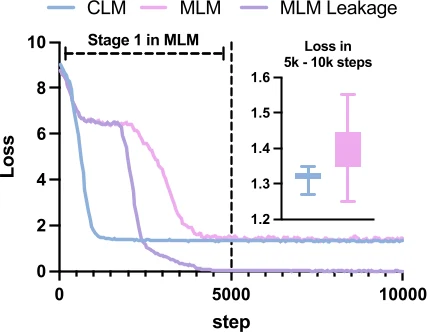 CLM MLM MLM Leakage
Stage 1 in MLM
Loss in
5k - 10k steps
10
8
6
4
2
0
Loss
1.6
1.5
1.4
1.3
1.2
0 5000 10000
step